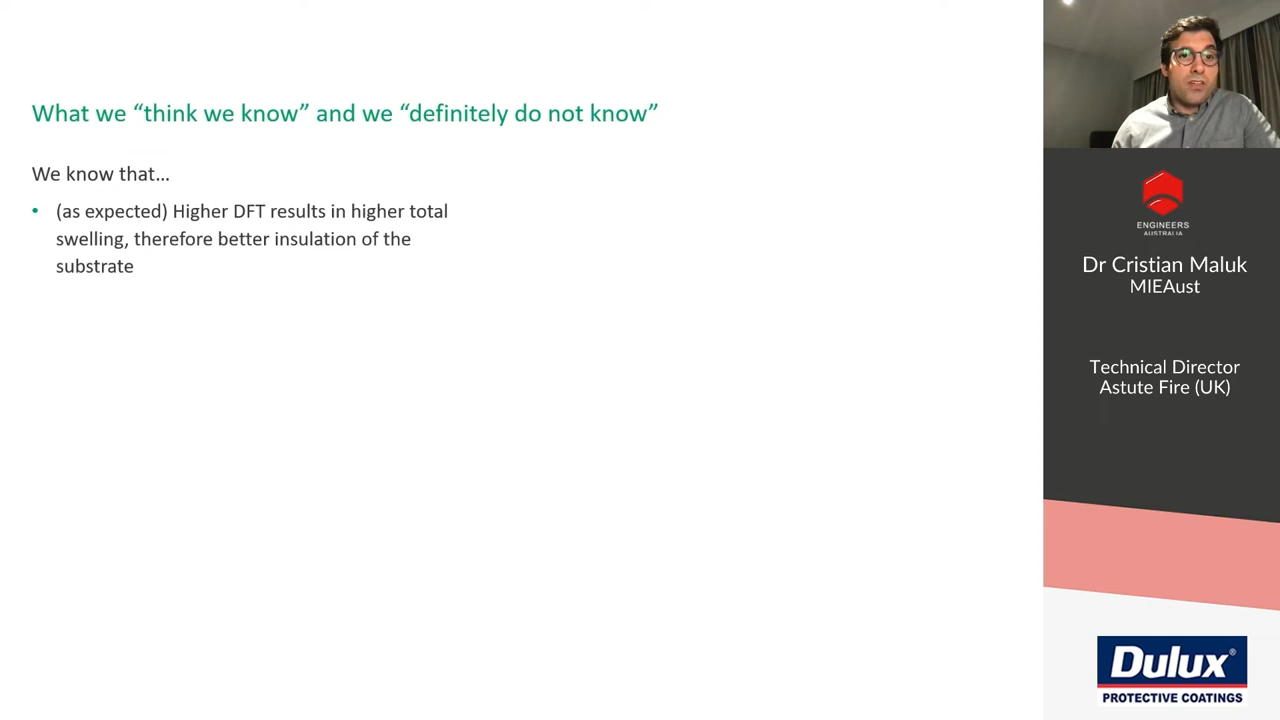 What we “think we know” and we “definitely do not know”
We know that...
• (as expected) Higher DFT results in higher total
swelling, therefore better insulation of the
substrate
ENGINEERS
AUSTRALIA
Dr Cristian Maluk
MIEAust
Technical Director
Astute Fire (UK)
Dulux®
PROTECTIVE COATINGS